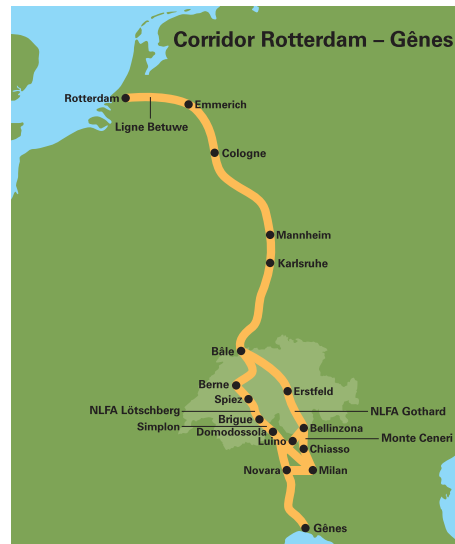 Corridor Rotterdam – Gênes
Rotterdam
Emmerich
Ligne Betuwe
Cologne
Mannheim
Karlsruhe
Bâle
Berne
Erstfeld
Spiez
NLFA Lötschberg
NLFA Gothard
Brigue
Simplon
Bellinzona
Domodossola
Monte Ceneri
Luino
Chiasso
Novara
Milan
Gênes